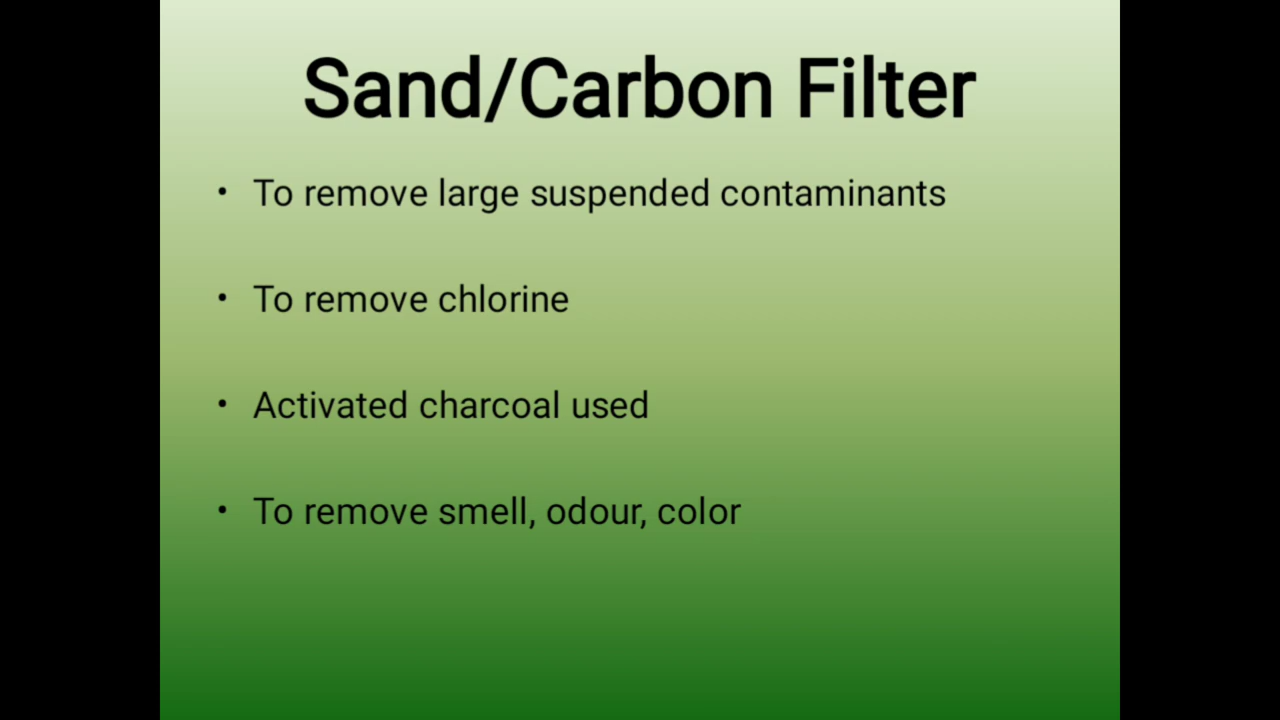 Sand/Carbon Filter
• To remove large suspended contaminants
• To remove chlorine
• Activated charcoal used
• To remove smell, odour, color